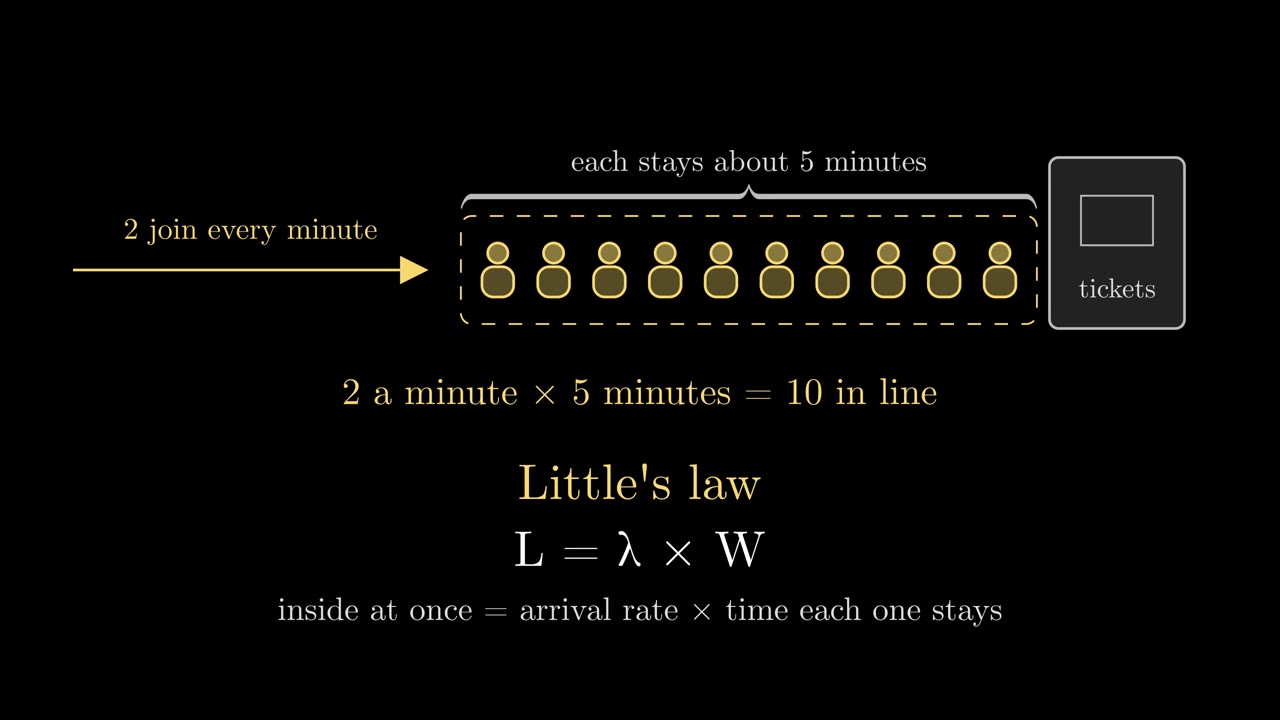 each stays about 5 minutes
2 join every minute
tickets
2 a minute × 5 minutes = 10 in line
Little's law
L = λ × W
inside at once = arrival rate × time each one stays